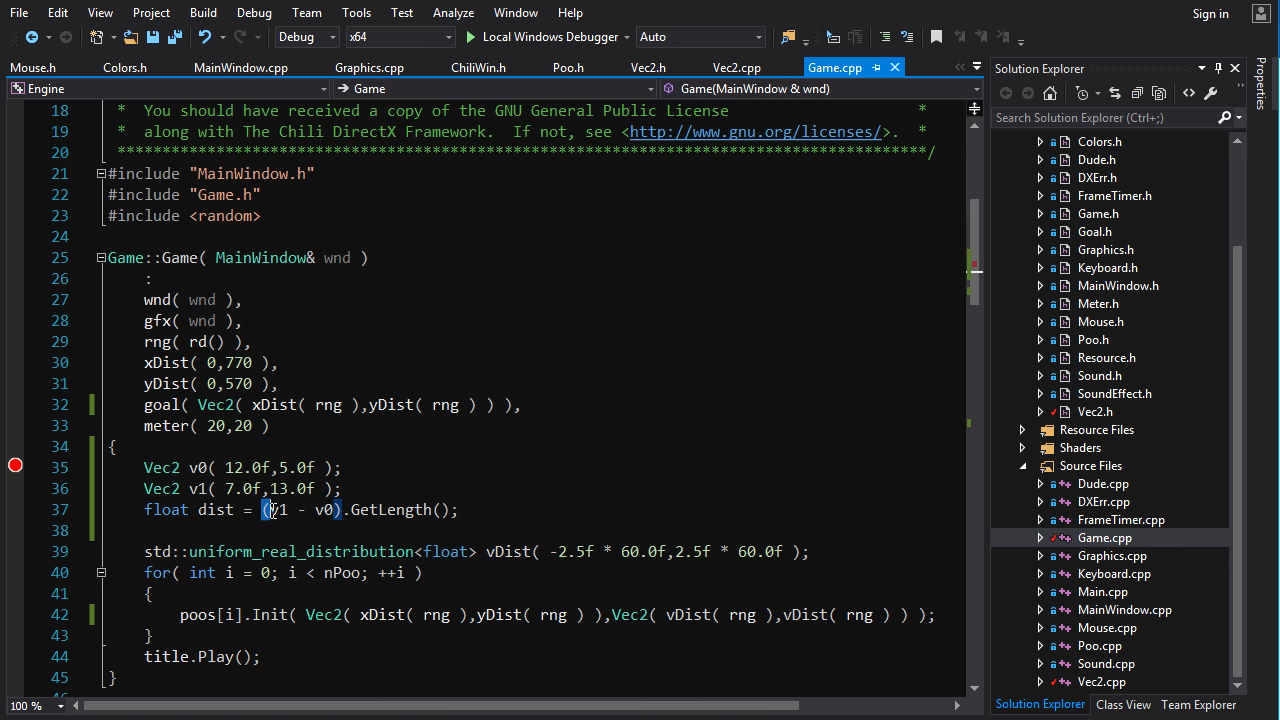 File Edit View Project Build Debug Team Tools Test Analyze Window Help Sign in
Debug x64 Local Windows Debugger Auto
Mouse.h Colors.h MainWindow.cpp Graphics.cpp ChiliWin.h Poo.h Vec2.h Vec2.cpp Game.cpp
Engine Game Game(MainWindow & wnd)
18 * You should have received a copy of the GNU General Public License *
19 * along with The Chili DirectX Framework. If not, see <http://www.gnu.org/licenses/>. *
20 ******************************************************************************************/
21 #include "MainWindow.h"
22 #include "Game.h"
23 #include <random>
24
25 Game::Game( MainWindow& wnd )
26 :
27 wnd( wnd ),
28 gfx( wnd ),
29 rng( rd() ),
30 xDist( 0,770 ),
31 yDist( 0,570 ),
32 goal( Vec2( xDist( rng ),yDist( rng ) ) ),
33 meter( 20,20 )
34 {
35 Vec2 v0( 12.0f,5.0f );
36 Vec2 v1( 7.0f,13.0f );
37 float dist = (v1 - v0).GetLength();
38
39 std::uniform_real_distribution<float> vDist( -2.5f * 60.0f,2.5f * 60.0f );
40 for( int i = 0; i < nPoo; ++i )
41 {
42 poos[i].Init( Vec2( xDist( rng ),yDist( rng ) ),Vec2( vDist( rng ),vDist( rng ) ) );
43 }
44 title.Play();
45 }
100 %
Solution Explorer
Search Solution Explorer (Ctrl+;)
Colors.h
Dude.h
DXErr.h
FrameTimer.h
Game.h
Goal.h
Graphics.h
Keyboard.h
MainWindow.h
Meter.h
Mouse.h
Poo.h
Resource.h
Sound.h
SoundEffect.h
Vec2.h
Resource Files
Shaders
Source Files
Dude.cpp
DXErr.cpp
FrameTimer.cpp
Game.cpp
Graphics.cpp
Keyboard.cpp
Main.cpp
MainWindow.cpp
Mouse.cpp
Poo.cpp
Sound.cpp
Vec2.cpp
Solution Explorer Class View Team Explorer
Properties